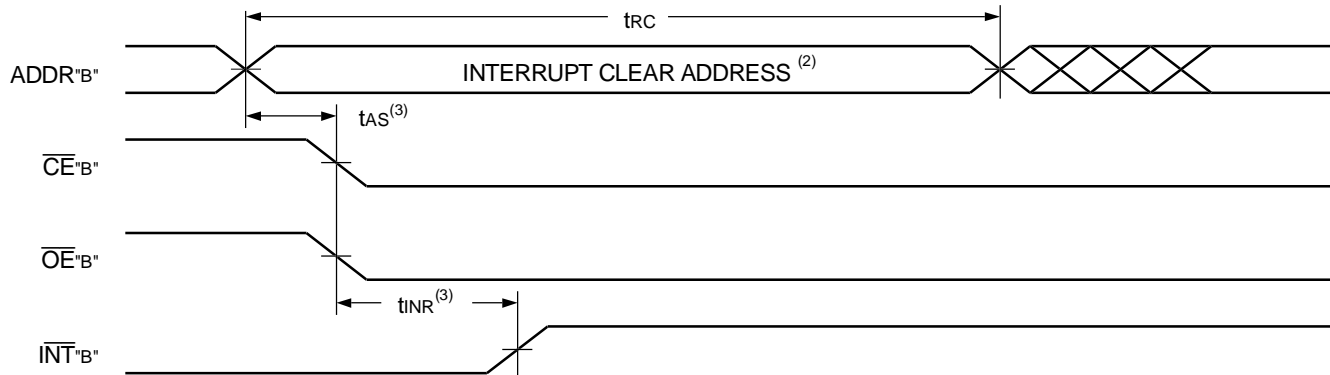 tRC
ADDR"B"
INTERRUPT CLEAR ADDRESS (2)
tAS(3)
CE"B"
OE"B"
tINR(3)
INT"B"